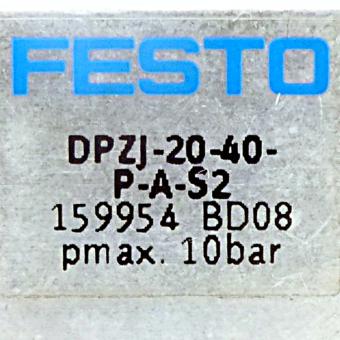 FESTO
DPZJ-20-40-
P-A-S2
159954 BD08
pmax. 10bar